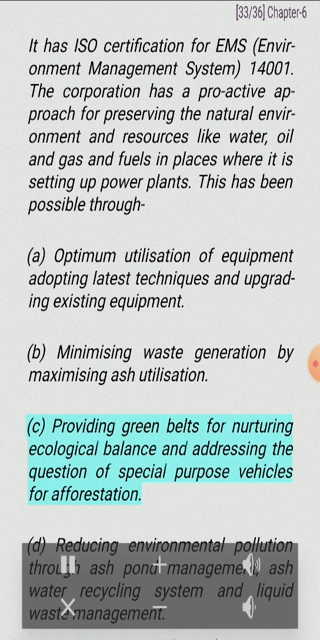 [33/36] Chapter-6
It has ISO certification for EMS (Envir-
onment Management System) 14001.
The corporation has a pro-active ap-
proach for preserving the natural envir-
onment and resources like water, oil
and gas and fuels in places where it is
setting up power plants. This has been
possible through-
(a) Optimum utilisation of equipment
adopting latest techniques and upgrad-
ing existing equipment.
(b) Minimising waste generation by
maximising ash utilisation.
(c) Providing green belts for nurturing
ecological balance and addressing the
question of special purpose vehicles
for afforestation.
(d) Reducing environmental pollution
through ash pond management, ash
water recycling system and liquid
waste management.